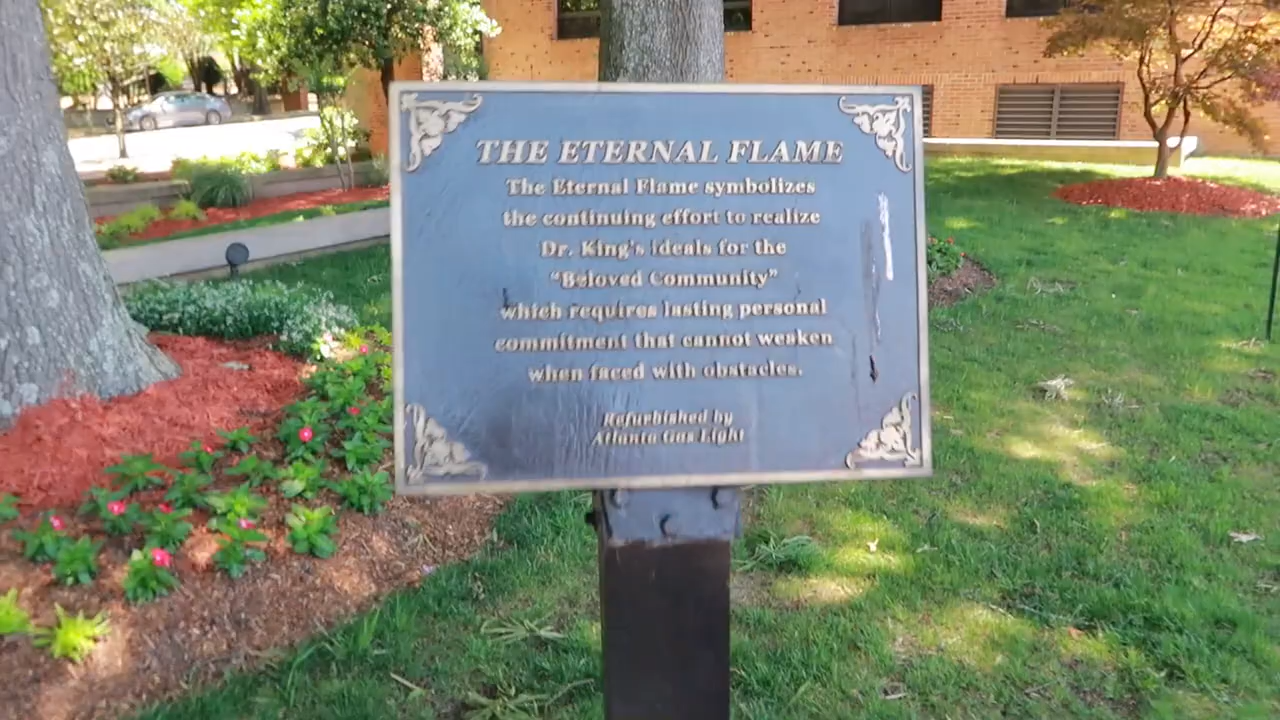 THE ETERNAL FLAME
The Eternal Flame symbolizes
the continuing effort to realize
Dr. King's ideals for the
"Beloved Community"
which requires lasting personal
commitment that cannot weaken
when faced with obstacles.
Refurbished by
Atlanta Gas Light